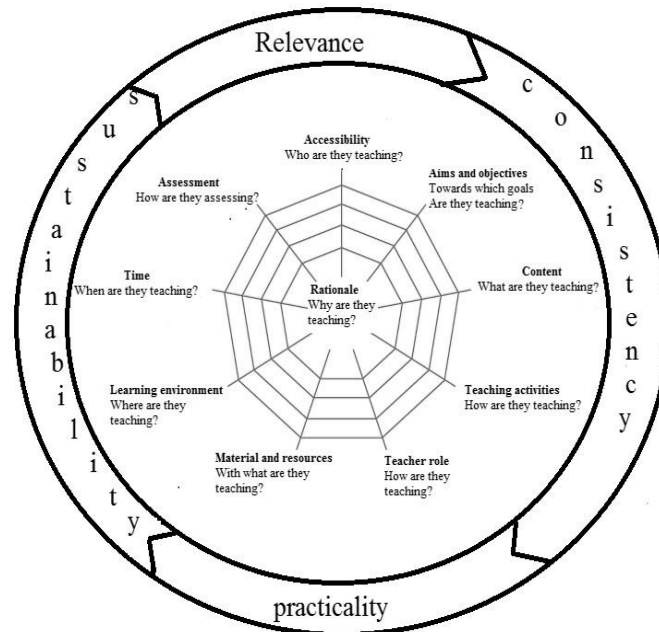 Relevance
consistency
sustainability
practicality
Accessibility
Who are they teaching?
Aims and objectives
Towards which goals
Are they teaching?
Assessment
How are they assessing?
Time
When are they teaching?
Rationale
Why are they
teaching?
Content
What are they teaching?
Learning environment
Where are they
teaching?
Teaching activities
How are they teaching?
Material and resources
With what are they
teaching?
Teacher role
How are they
teaching?